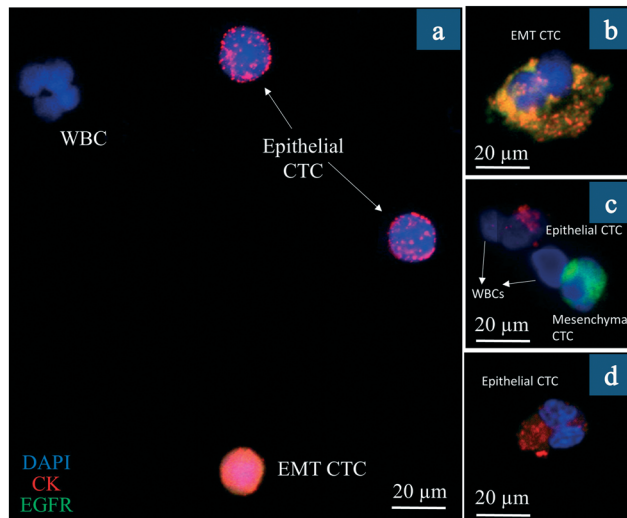 a
WBC
Epithelial
CTC
DAPI
CK
EGFR
EMT CTC
20 µm
b
EMT CTC
20 µm
c
Epithelial CTC
WBCs
Mesenchyma
CTC
20 µm
d
Epithelial CTC
20 µm